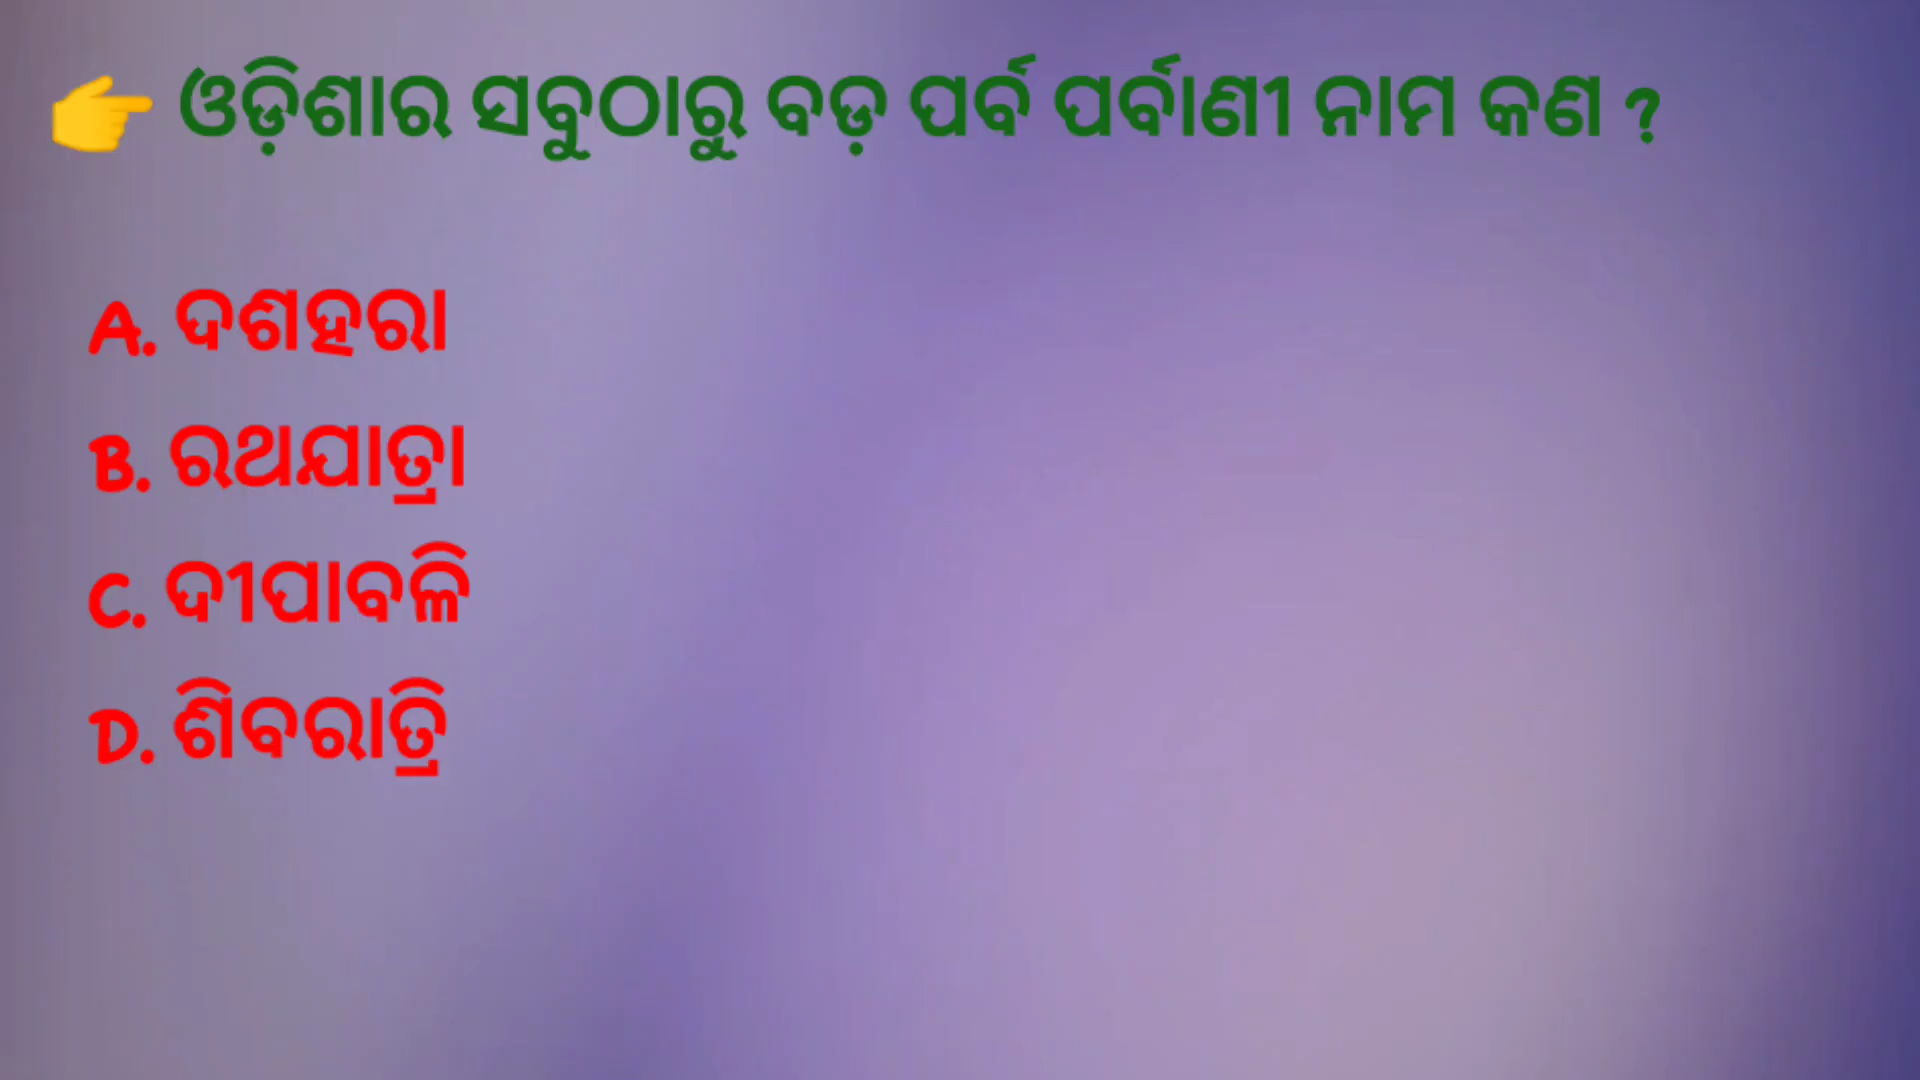 👉 ଓଡ଼ିଶାର ସବୁଠାରୁ ବଡ଼ ପର୍ବ ପର୍ବାଣୀ ନାମ କଣ ?
A. ଦଶହରା
B. ରଥଯାତ୍ରା
C. ଦୀପାବଳି
D. ଶିବରାତ୍ରି